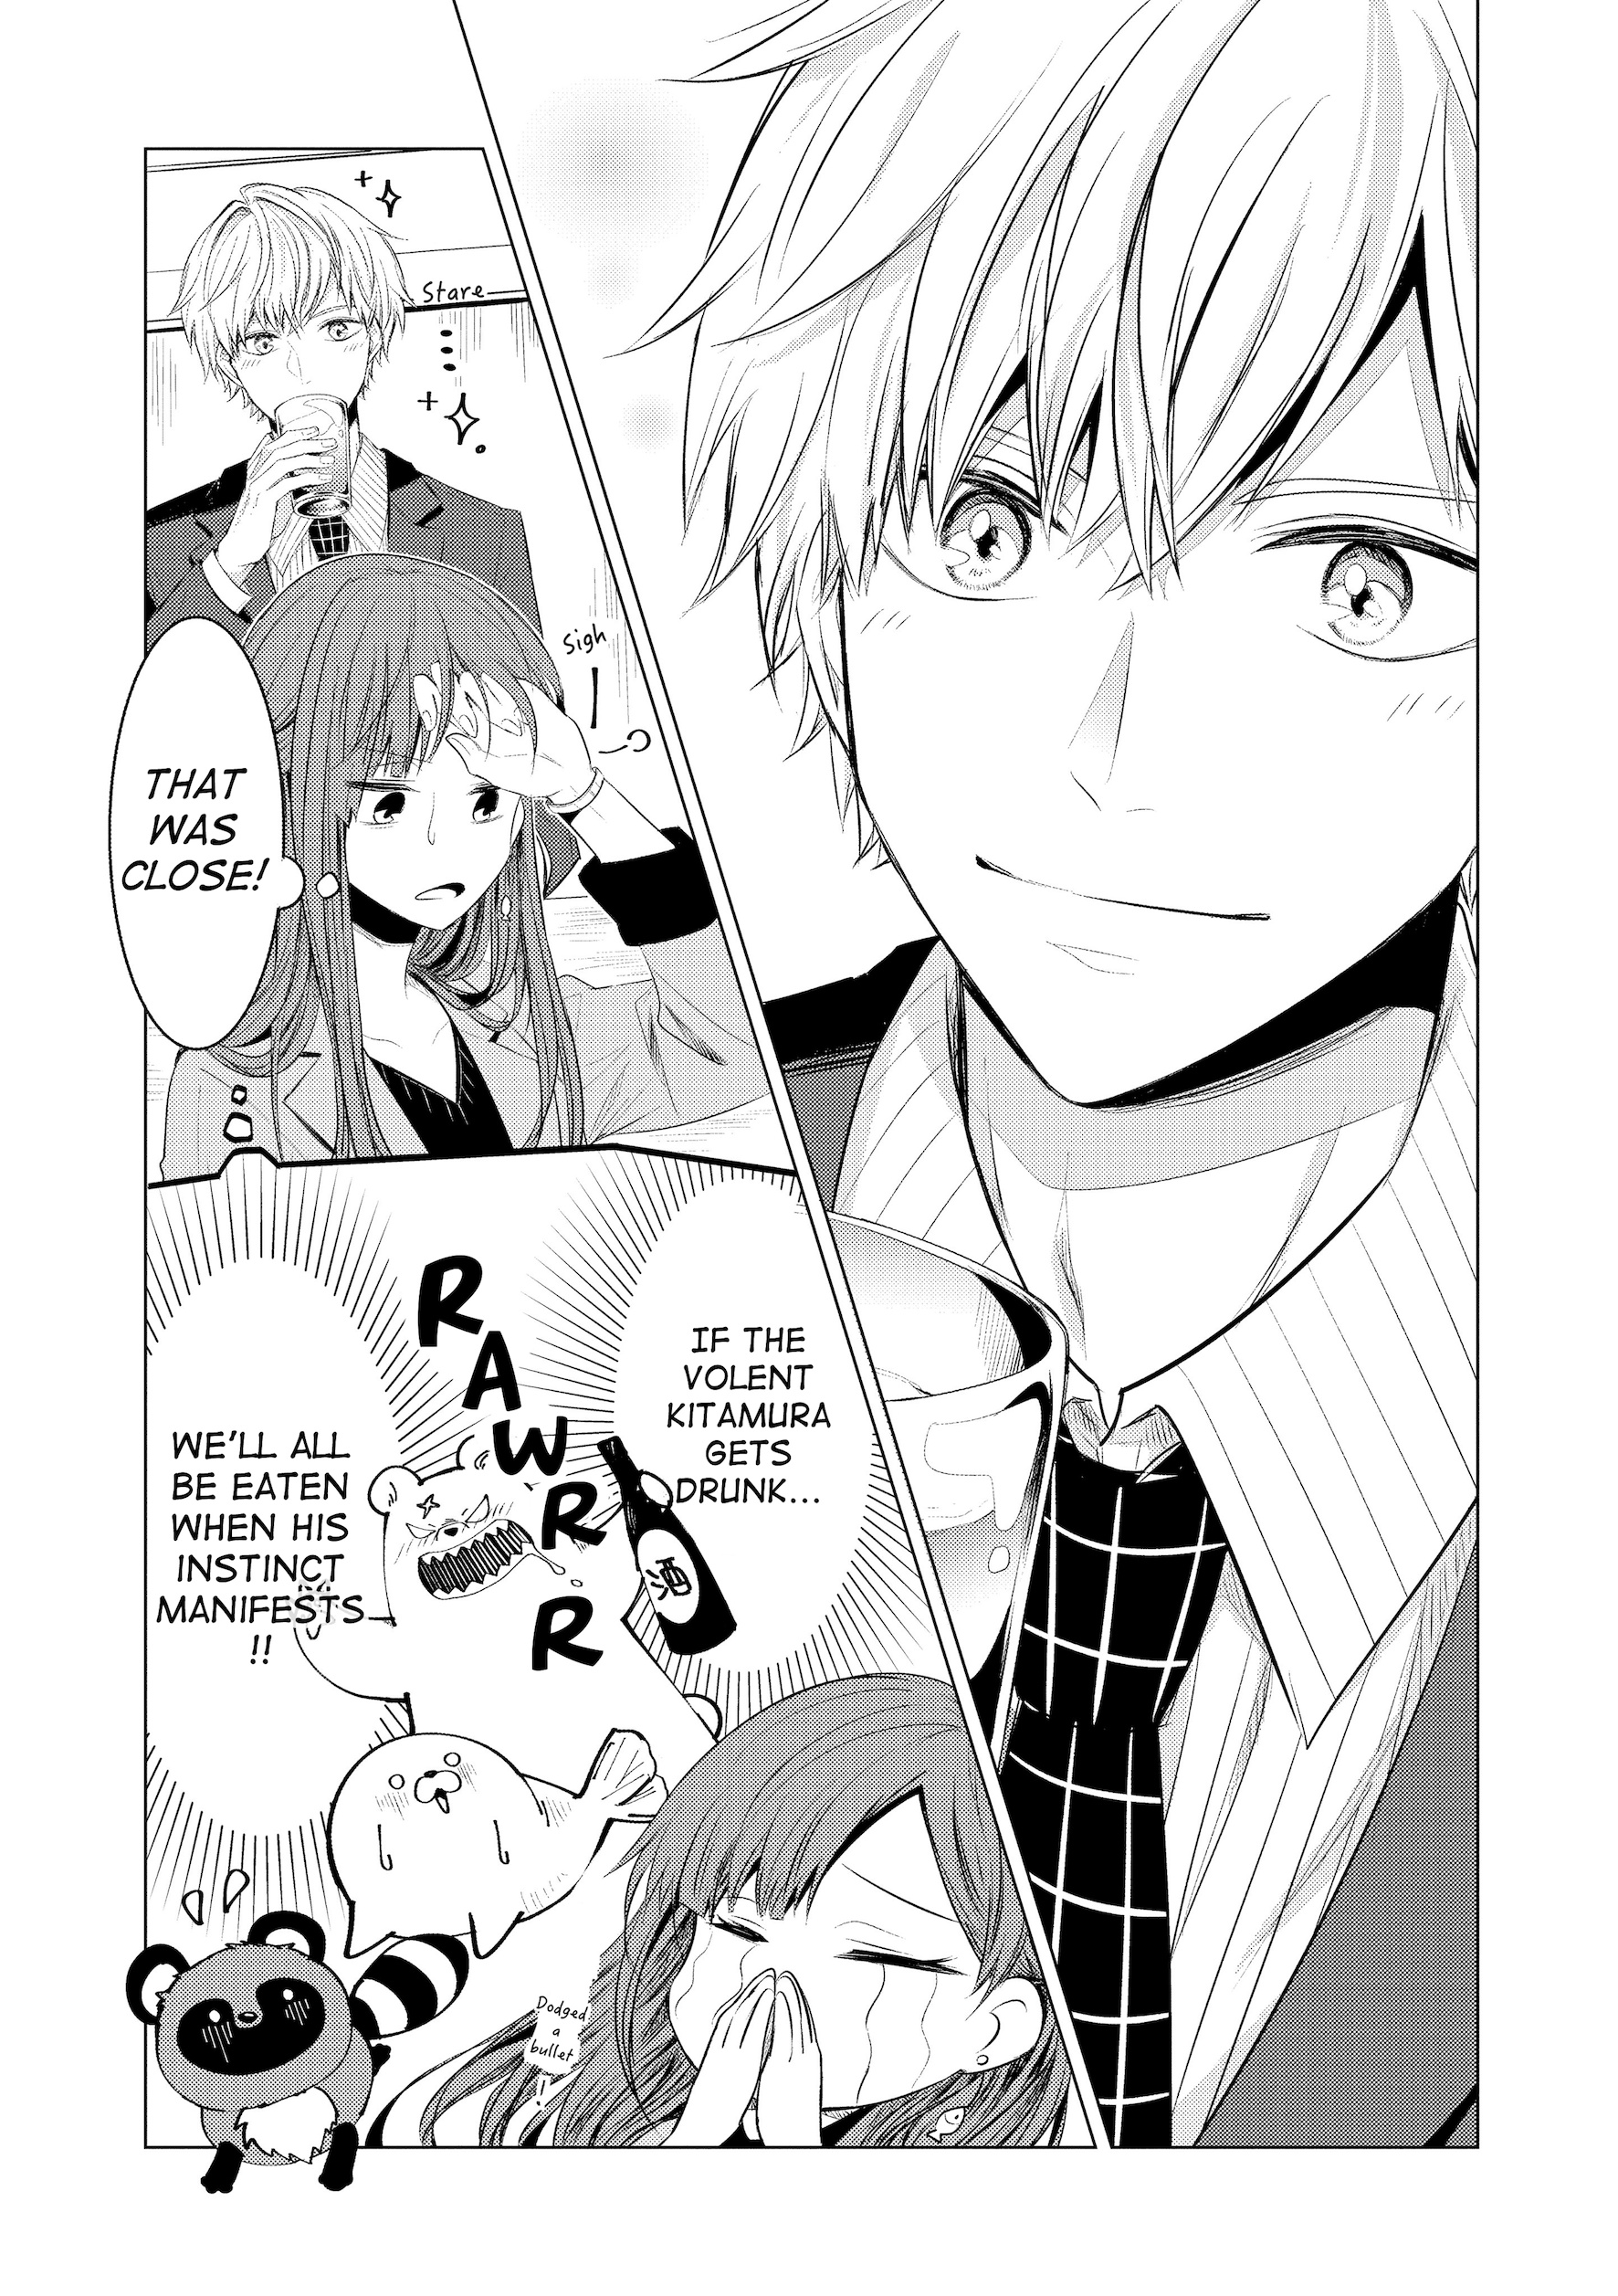 Stare
THAT
WAS
CLOSE!
Sigh
IF THE
VOLENT
KITAMURA
GETS
DRUNK...
RAWRR
酒
WE'LL ALL
BE EATEN
WHEN HIS
INSTINCT
MANIFESTS
!!
Dodged
a
bullet
!